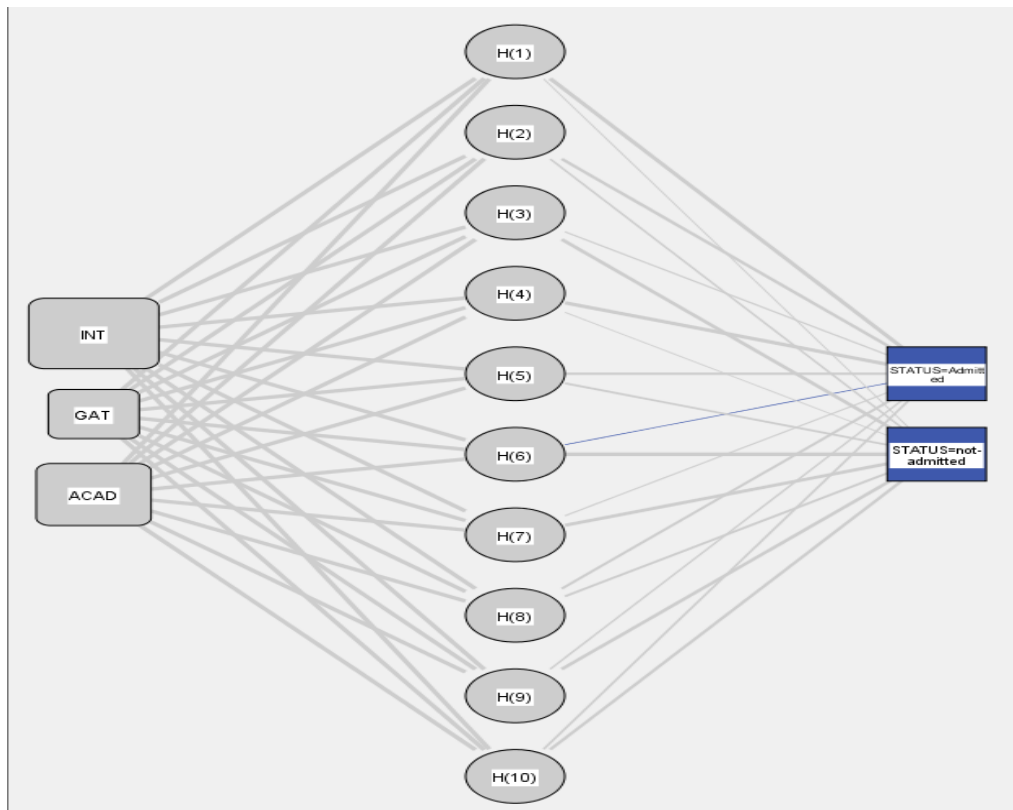 INT
GAT
ACAD
H(1)
H(2)
H(3)
H(4)
H(5)
H(6)
H(7)
H(8)
H(9)
H(10)
STATUS=Admitt
ed
STATUS=not-
admitted